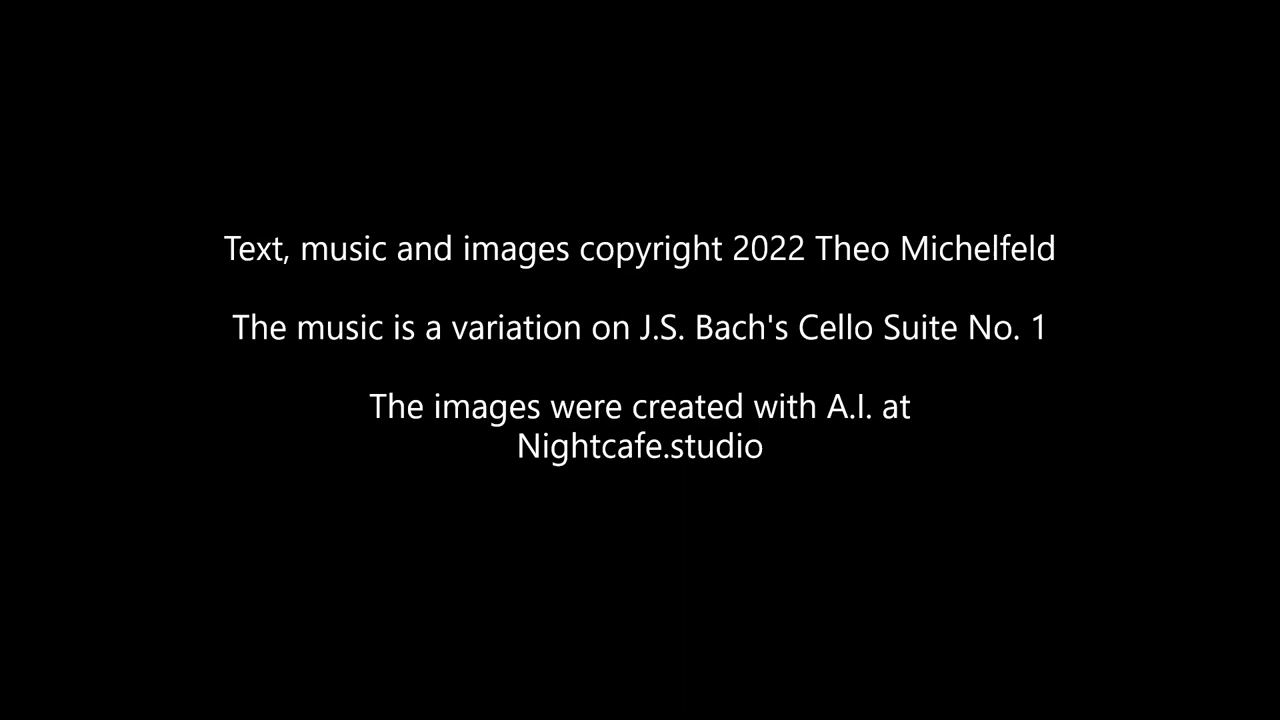 Text, music and images copyright 2022 Theo Michelfeld
The music is a variation on J.S. Bach's Cello Suite No. 1
The images were created with A.I. at
Nightcafe.studio